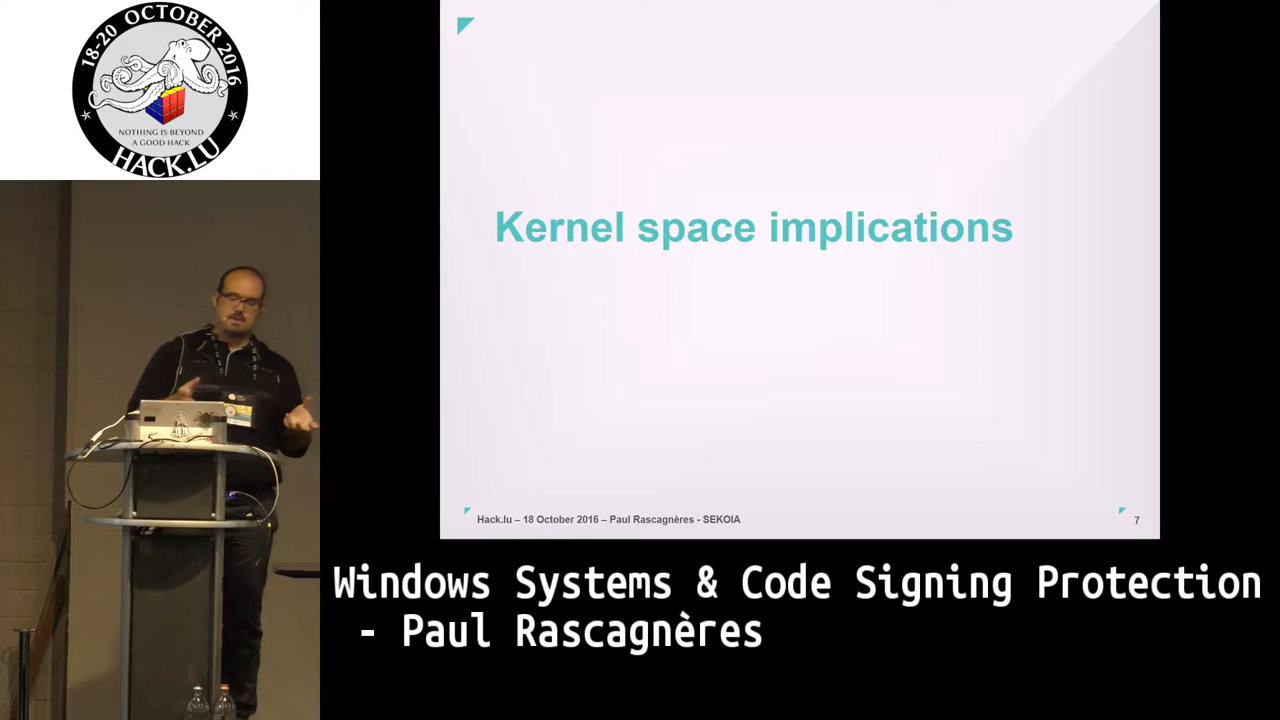 18-20 OCTOBER 2016
NOTHING IS BEYOND
A GOOD HACK
HACK.LU
Kernel space implications
Hack.lu – 18 October 2016 – Paul Rascagnères - SEKOIA
7
Windows Systems & Code Signing Protection
- Paul Rascagnères